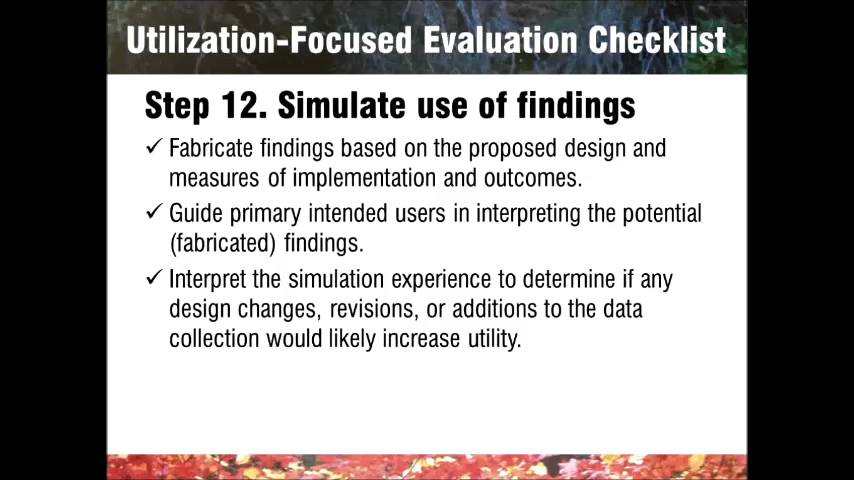 Utilization-Focused Evaluation Checklist
Step 12. Simulate use of findings
✓ Fabricate findings based on the proposed design and
measures of implementation and outcomes.
✓ Guide primary intended users in interpreting the potential
(fabricated) findings.
✓ Interpret the simulation experience to determine if any
design changes, revisions, or additions to the data
collection would likely increase utility.